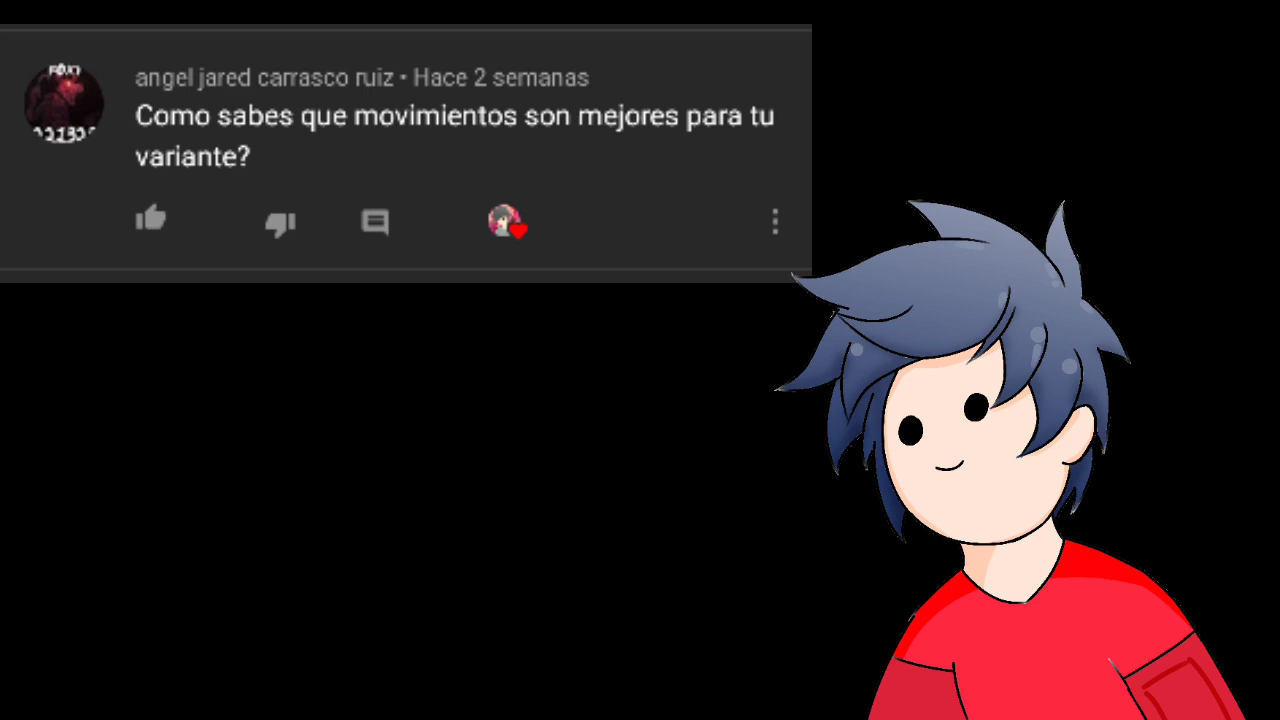 angel jared carrasco ruiz • Hace 2 semanas
Como sabes que movimientos son mejores para tu
variante?